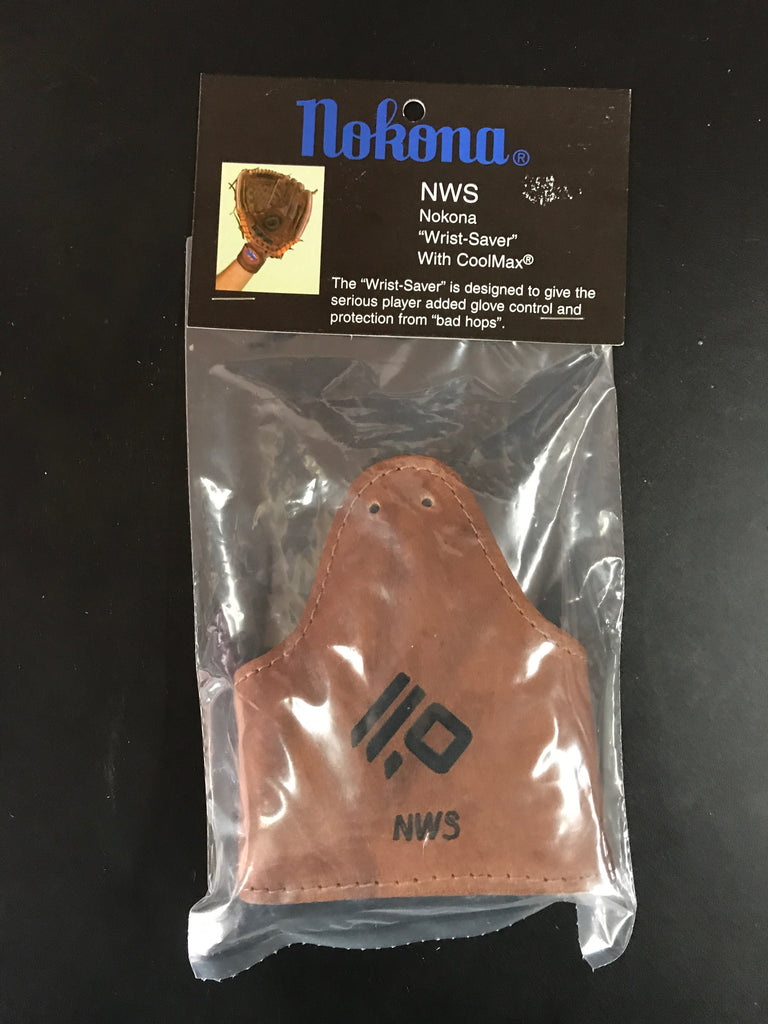 Nokona®
NWS
Nokona
“Wrist-Saver”
With CoolMax®
The “Wrist-Saver” is designed to give the
serious player added glove control and
protection from “bad hops”.
NWS